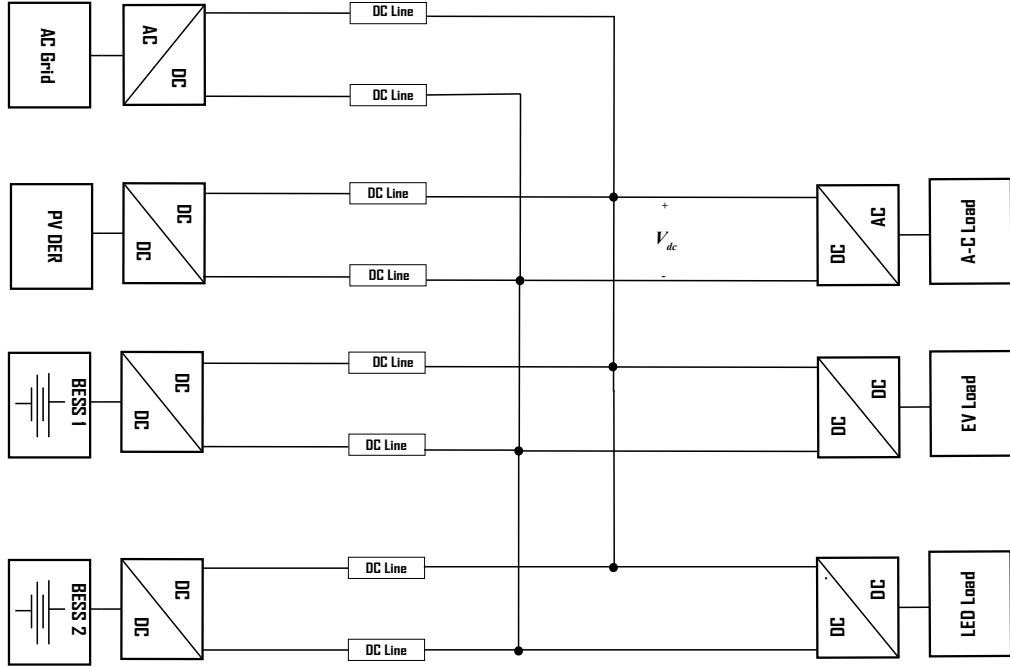 AC Grid
AC
DC
DC Line
DC Line
PV DER
DC
DC
DC Line
DC Line
+
V dc
-
DC
AC
A-C Load
BESS 1
DC
DC
DC Line
DC Line
DC
DC
EV Load
BESS 2
DC
DC
DC Line
DC Line
DC
DC
LED Load